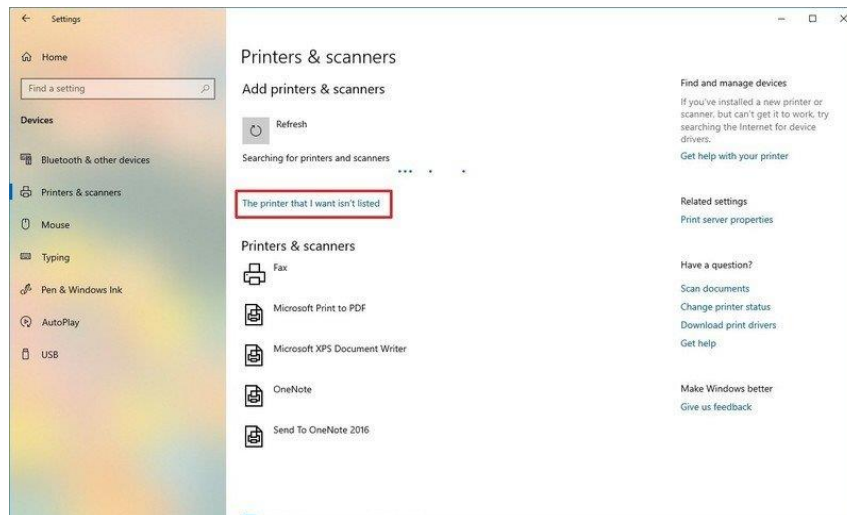 Settings
Home
Find a setting
Devices
Bluetooth & other devices
Printers & scanners
Mouse
Typing
Pen & Windows Ink
AutoPlay
USB
Printers & scanners
Add printers & scanners
Refresh
Searching for printers and scanners
The printer that I want isn't listed
Printers & scanners
Fax
Microsoft Print to PDF
Microsoft XPS Document Writer
OneNote
Send To OneNote 2016
Find and manage devices
If you've installed a new printer or
scanner, but can't get it to work, try
searching the Internet for device
drivers.
Get help with your printer
Related settings
Print server properties
Have a question?
Scan documents
Change printer status
Download print drivers
Get help
Make Windows better
Give us feedback